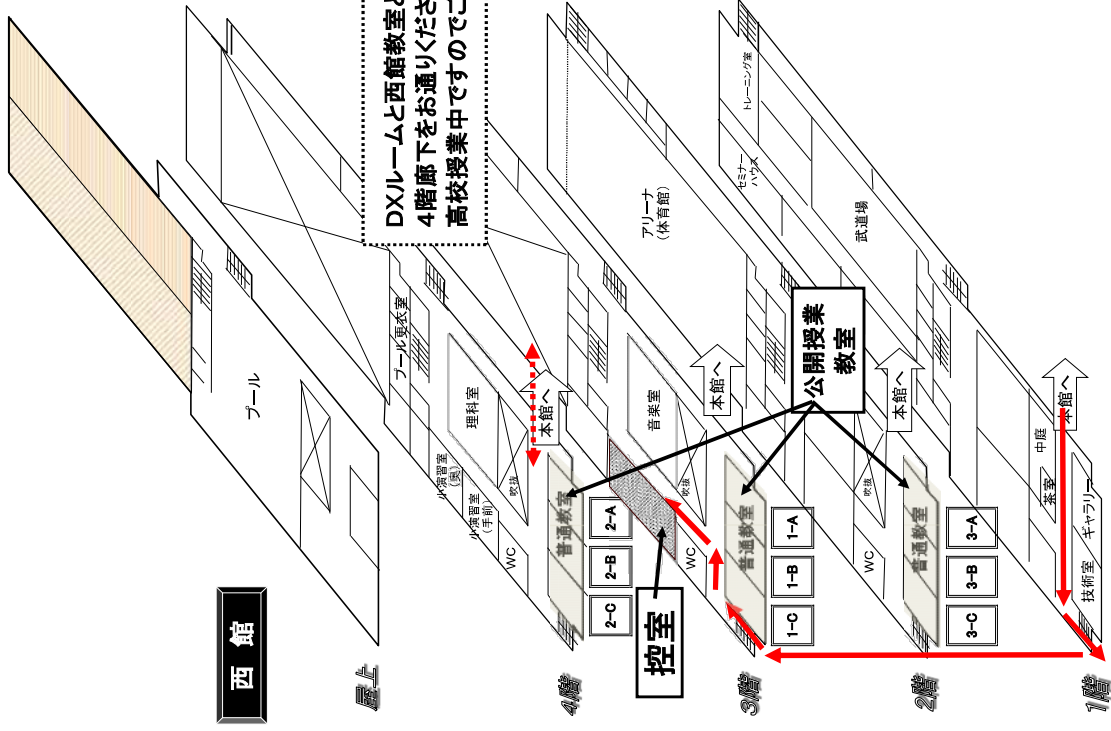 西 館
DXルームと西館教室と
4階廊下をお通りくださ
高校授業中ですのでご
屋上
プール
4階
プール更衣室
理科室
小演習室
(奥)
小演習室
(手前)
吹抜
WC
本館へ
普通教室
2-A
2-B
2-C
控室
3階
アリーナ
(体育館)
音楽室
吹抜
WC
本館へ
普通教室
1-A
1-B
1-C
公開授業
教室
2階
トレーニング室
セミナー
ハウス
武道場
吹抜
WC
本館へ
普通教室
3-A
3-B
3-C
1階
本館へ
中庭
茶室
ギャラリー
技術室